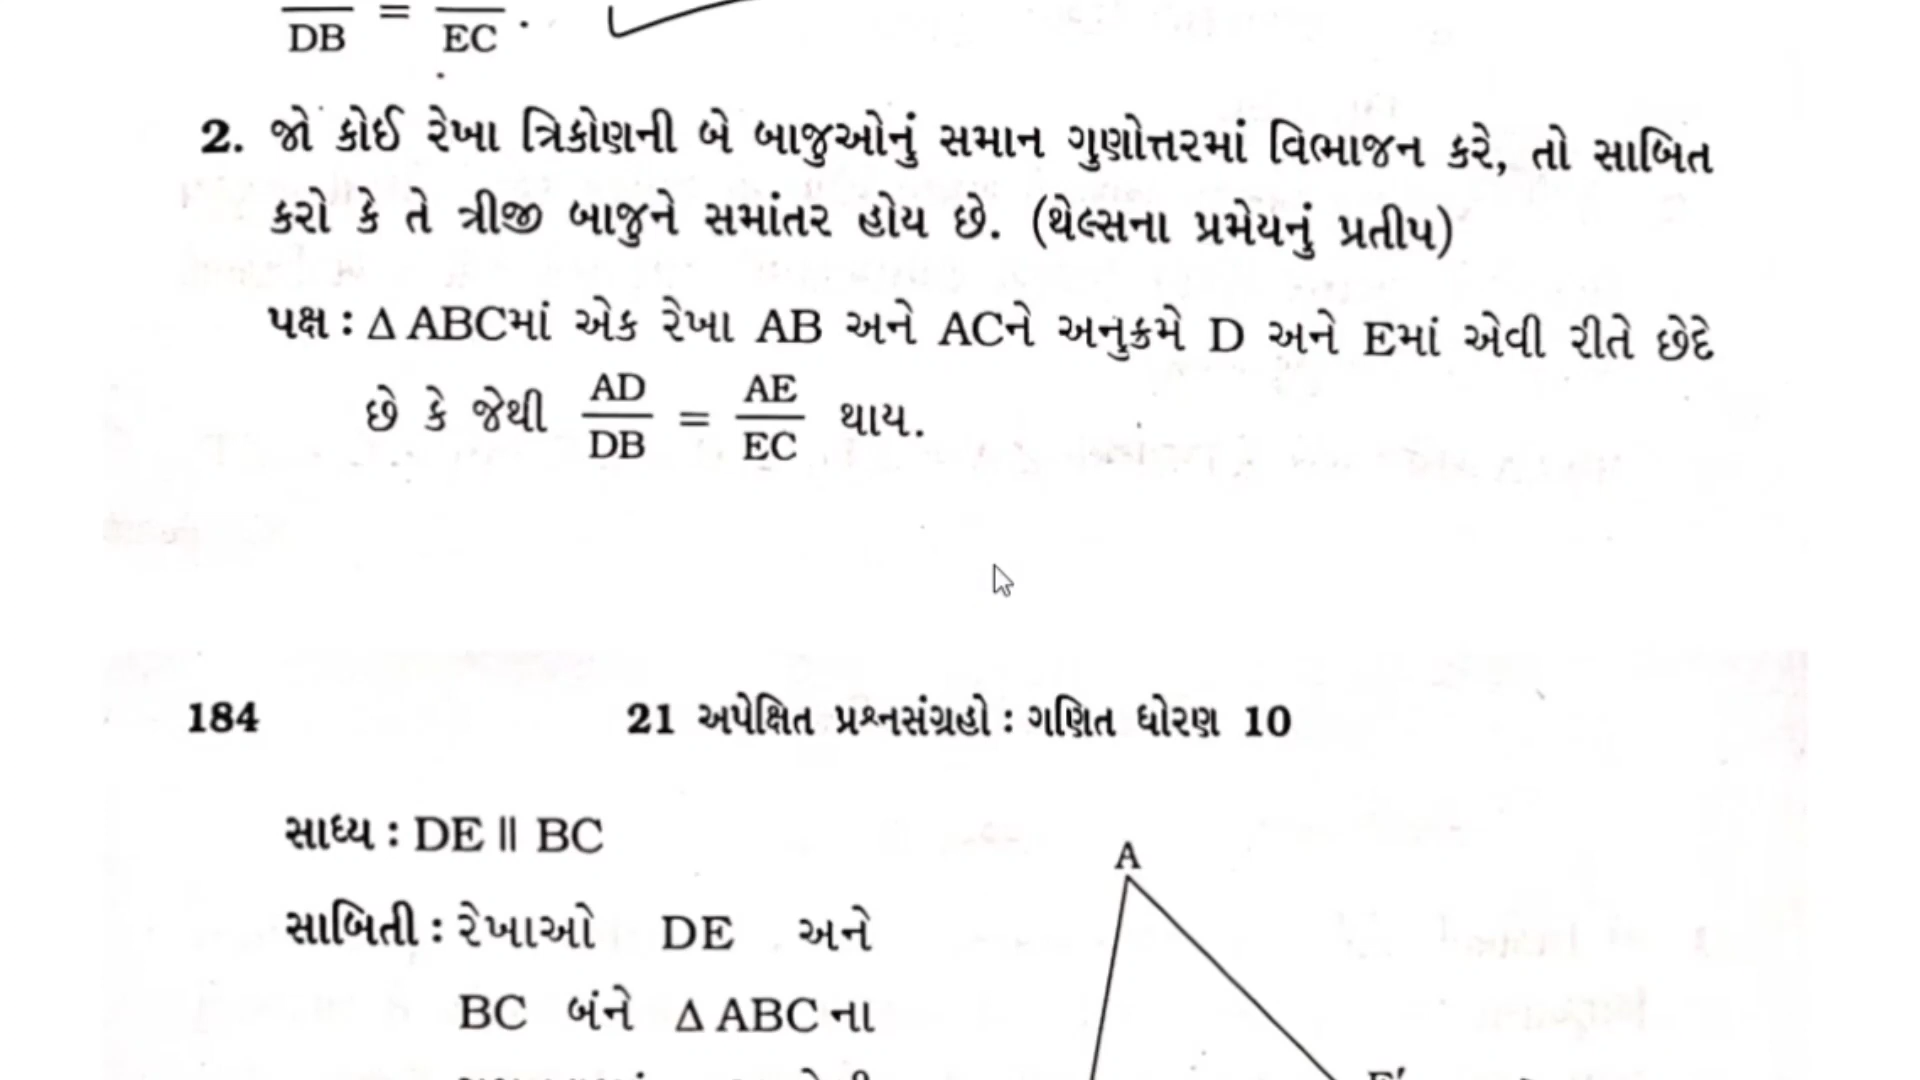 DB = EC .
2. જો કોઈ રેખા ત્રિકોણની બે બાજુઓનું સમાન ગુણોત્તરમાં વિભાજન કરે, તો સાબિત
કરો કે તે ત્રીજી બાજુને સમાંતર હોય છે. (થેલ્સના પ્રમેયનું પ્રતીપ)
પક્ષ : Δ ABCમાં એક રેખા AB અને ACને અનુક્રમે D અને Eમાં એવી રીતે છેદે
છે કે જેથી AD/DB = AE/EC થાય.
184 21 અપેક્ષિત પ્રશ્નસંગ્રહો : ગણિત ધોરણ 10
સાધ્ય : DE || BC
A
સાબિતી : રેખાઓ DE અને
BC બંને Δ ABC ના
E′